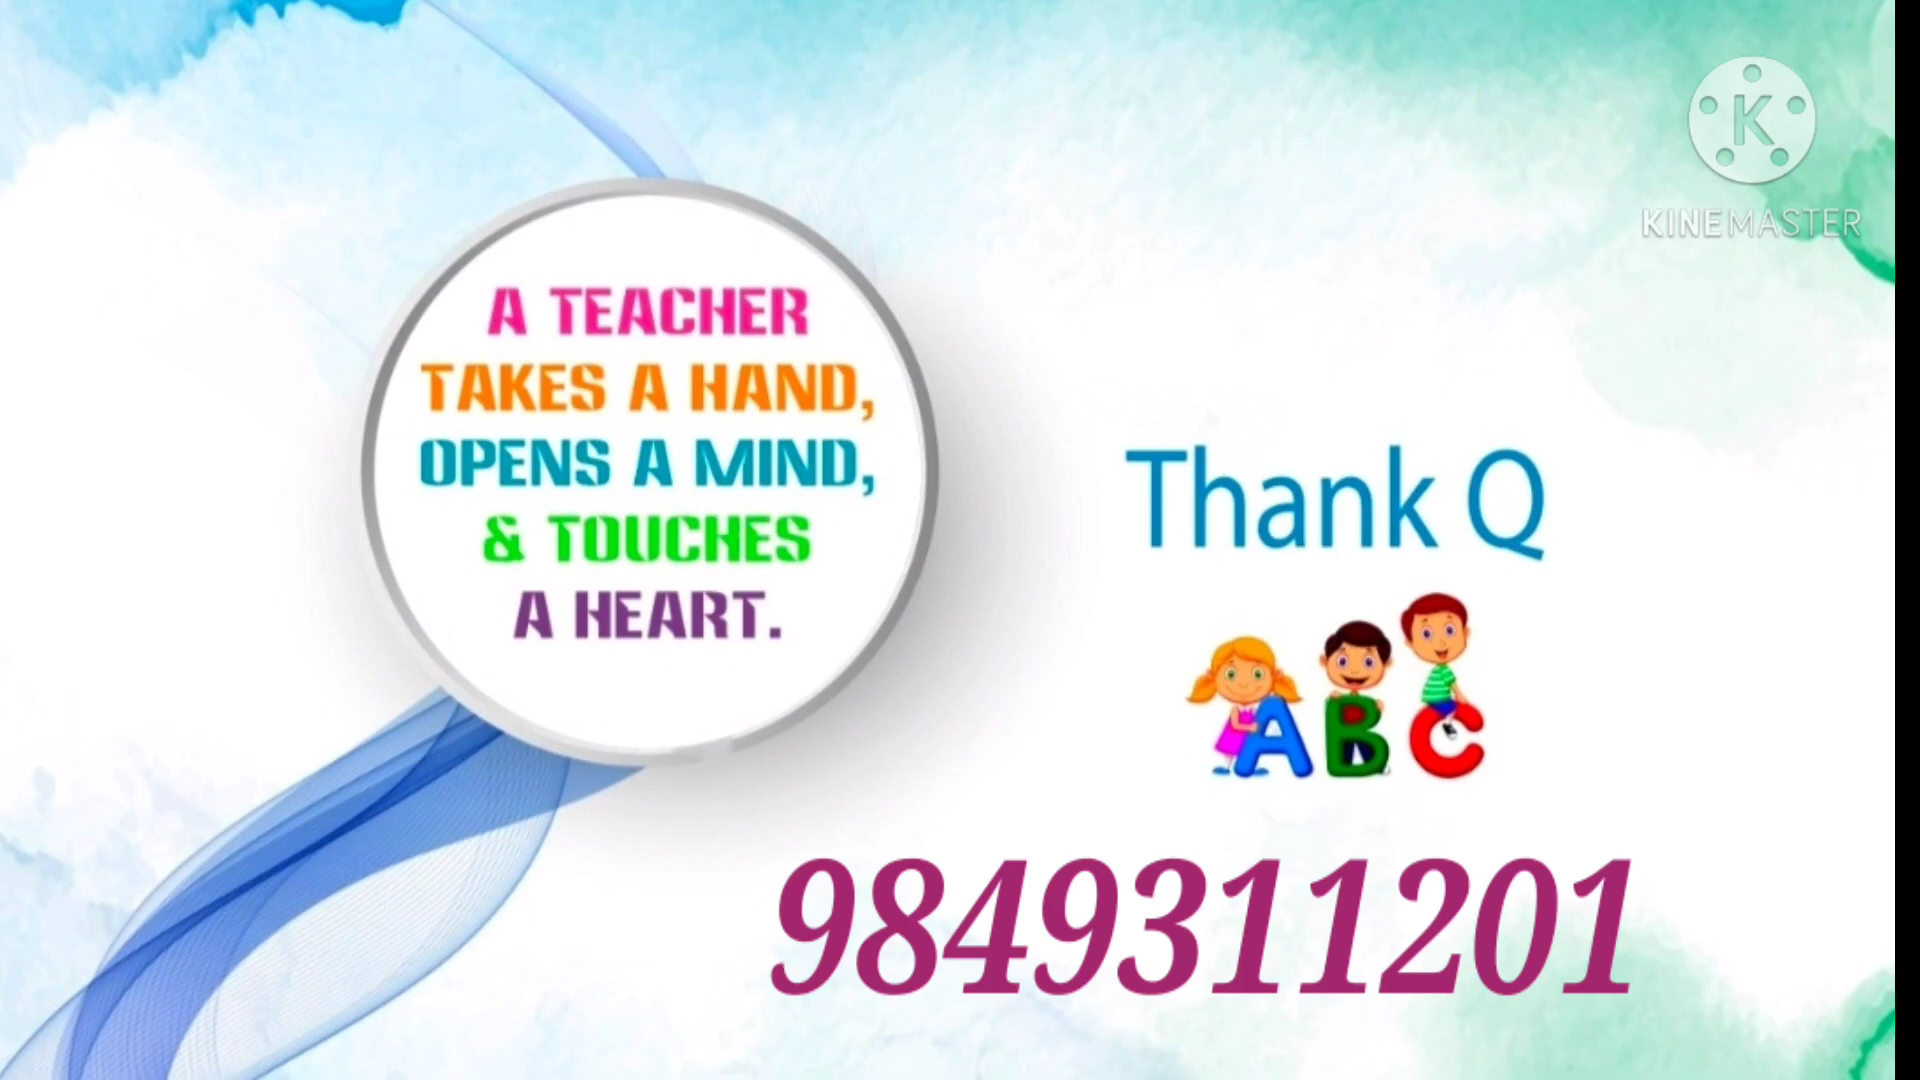 A TEACHER
TAKES A HAND,
OPENS A MIND,
& TOUCHES
A HEART.
Thank Q
ABC
9849311201
K
KINEMASTER